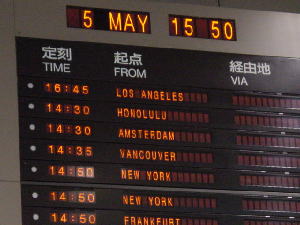 5 MAY 15 50
定刻 起点 経由地
TIME FROM VIA
16:45 LOS ANGELES
14:30 HONOLULU
14:30 AMSTERDAM
14:35 VANCOUVER
14:50 NEW YORK
14:50 NEW YORK
14:50 FRANKFURT